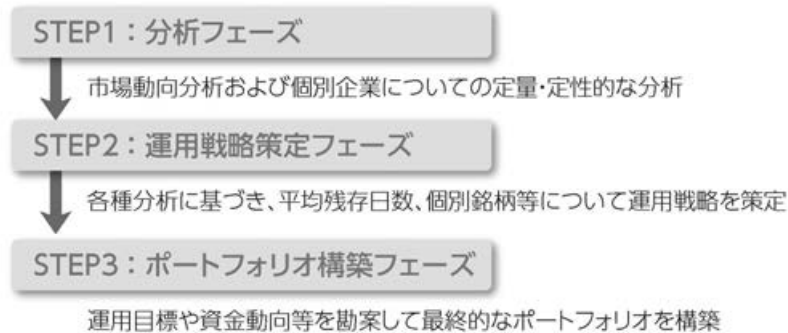 STEP1：分析フェーズ
市場動向分析および個別企業についての定量・定性的な分析
STEP2：運用戦略策定フェーズ
各種分析に基づき、平均残存日数、個別銘柄等について運用戦略を策定
STEP3：ポートフォリオ構築フェーズ
運用目標や資金動向等を勘案して最終的なポートフォリオを構築